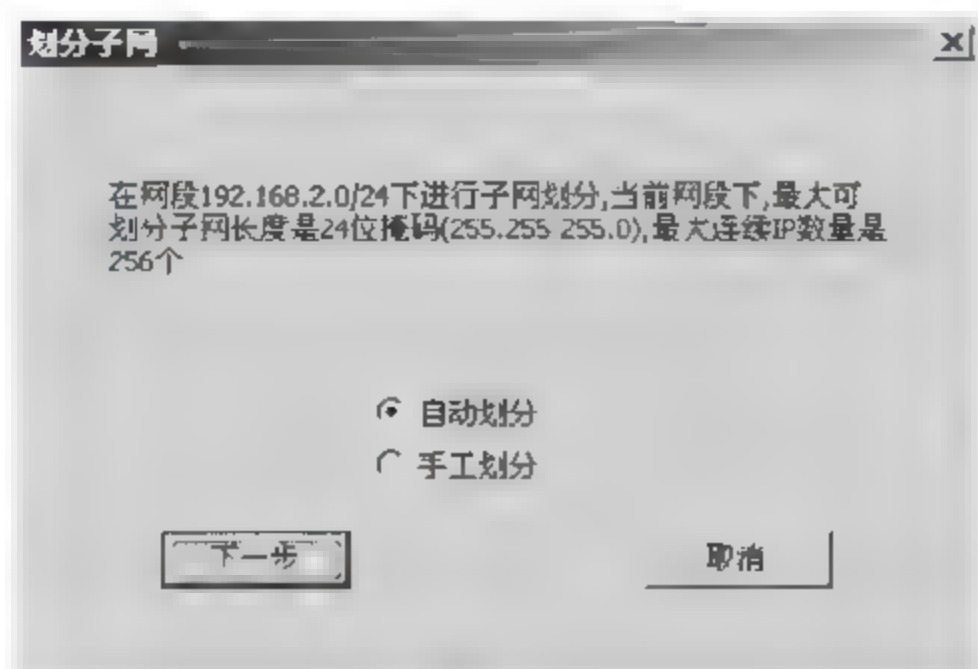 划分子网
在网段192.168.2.0/24下进行子网划分,当前网段下,最大可
划分子网长度是24位掩码(255.255 255.0),最大连续IP数量是
256个
自动划分
手工划分
下一步
取消